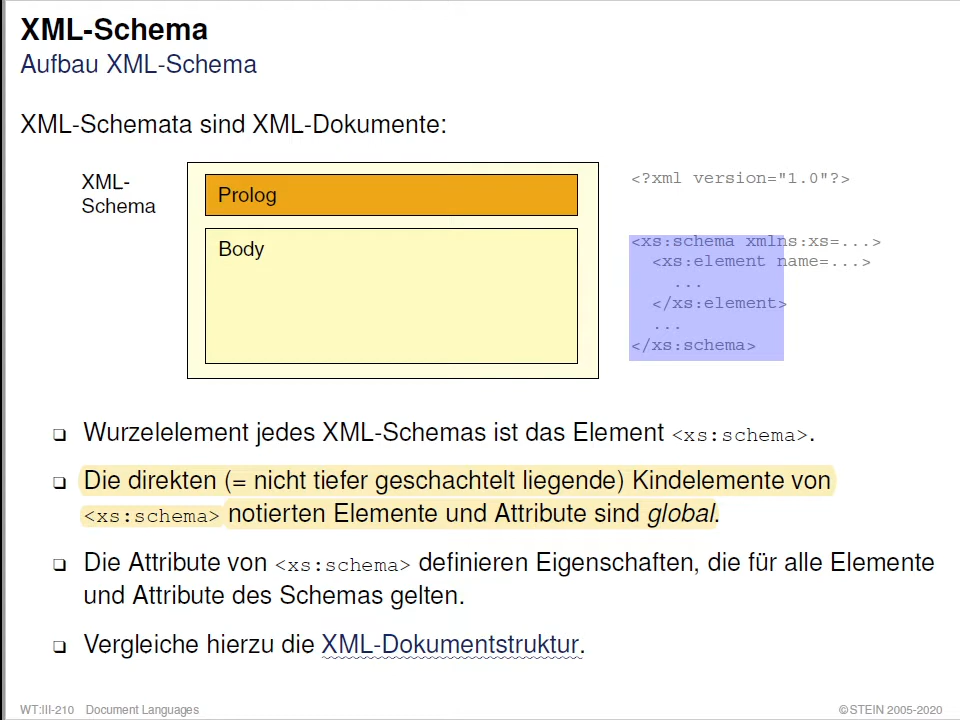 XML-Schema
Aufbau XML-Schema
XML-Schemata sind XML-Dokumente:
XML-
Schema
Prolog
Body
<?xml version="1.0"?>
<xs:schema xmlns:xs=...>
<xs:element name=...>
...
</xs:element>
...
</xs:schema>
❑ Wurzelelement jedes XML-Schemas ist das Element <xs:schema>.
❑ Die direkten (= nicht tiefer geschachtelt liegende) Kindelemente von
<xs:schema> notierten Elemente und Attribute sind global.
❑ Die Attribute von <xs:schema> definieren Eigenschaften, die für alle Elemente
und Attribute des Schemas gelten.
❑ Vergleiche hierzu die XML-Dokumentstruktur.
WT:III-210 Document Languages
©STEIN 2005-2020